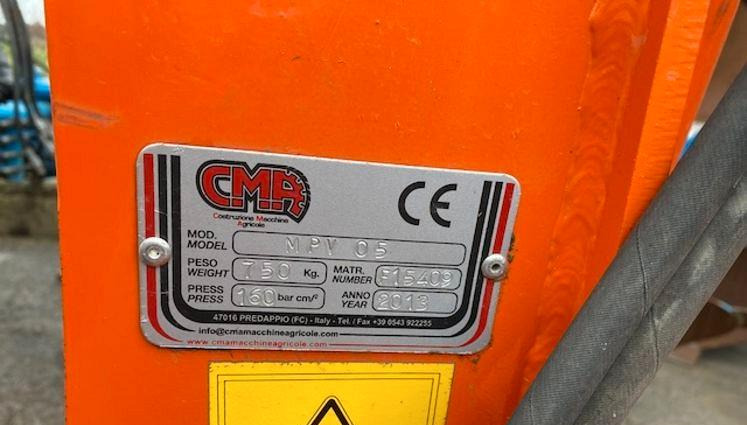 CMA
CE
Costruzione Macchine
Agricole
MOD.
MODEL MPV 05
PESO
WEIGHT 750 Kg. MATR.
NUMBER F15409
PRESS
PRESS 160 bar cm² ANNO
YEAR 2013
47016 PREDAPPIO (FC) - Italy - Tel. / Fax +39 0543 922255
info@cmamacchineagricole.com
www.cmamacchineagricole.com